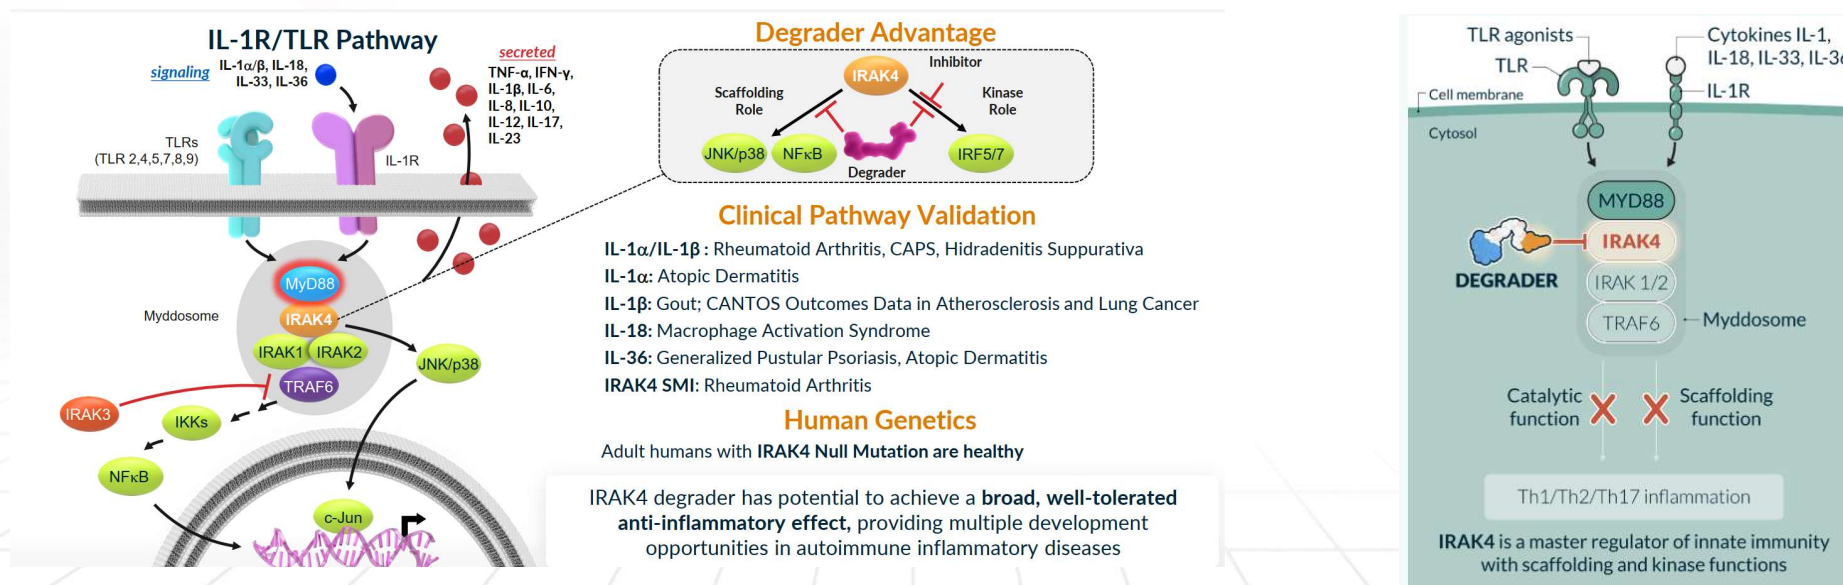 IL-1R/TLR Pathway
signaling
IL-1α/β, IL-18,
IL-33, IL-36
secreted
TNF-α, IFN-γ,
IL-1β, IL-6,
IL-8, IL-10,
IL-12, IL-17,
IL-23
TLRs
(TLR 2,4,5,7,8,9)
IL-1R
Myddosome
MyD88
IRAK4
IRAK1
IRAK2
TRAF6
JNK/p38
IRAK3
IKKs
NFκB
c-Jun
Degrader Advantage
IRAK4
Inhibitor
Scaffolding
Role
Kinase
Role
JNK/p38
NFκB
IRF5/7
Degrader
Clinical Pathway Validation
IL-1α/IL-1β : Rheumatoid Arthritis, CAPS, Hidradenitis Suppurativa
IL-1α: Atopic Dermatitis
IL-1β: Gout; CANTOS Outcomes Data in Atherosclerosis and Lung Cancer
IL-18: Macrophage Activation Syndrome
IL-36: Generalized Pustular Psoriasis, Atopic Dermatitis
IRAK4 SMI: Rheumatoid Arthritis
Human Genetics
Adult humans with IRAK4 Null Mutation are healthy
IRAK4 degrader has potential to achieve a broad, well-tolerated
anti-inflammatory effect, providing multiple development
opportunities in autoimmune inflammatory diseases
TLR agonists
TLR
Cytokines IL-1,
IL-18, IL-33, IL-36
IL-1R
Cell membrane
Cytosol
MYD88
IRAK4
DEGRADER
IRAK 1/2
TRAF6
Myddosome
Catalytic
function
Scaffolding
function
Th1/Th2/Th17 inflammation
IRAK4 is a master regulator of innate immunity
with scaffolding and kinase functions